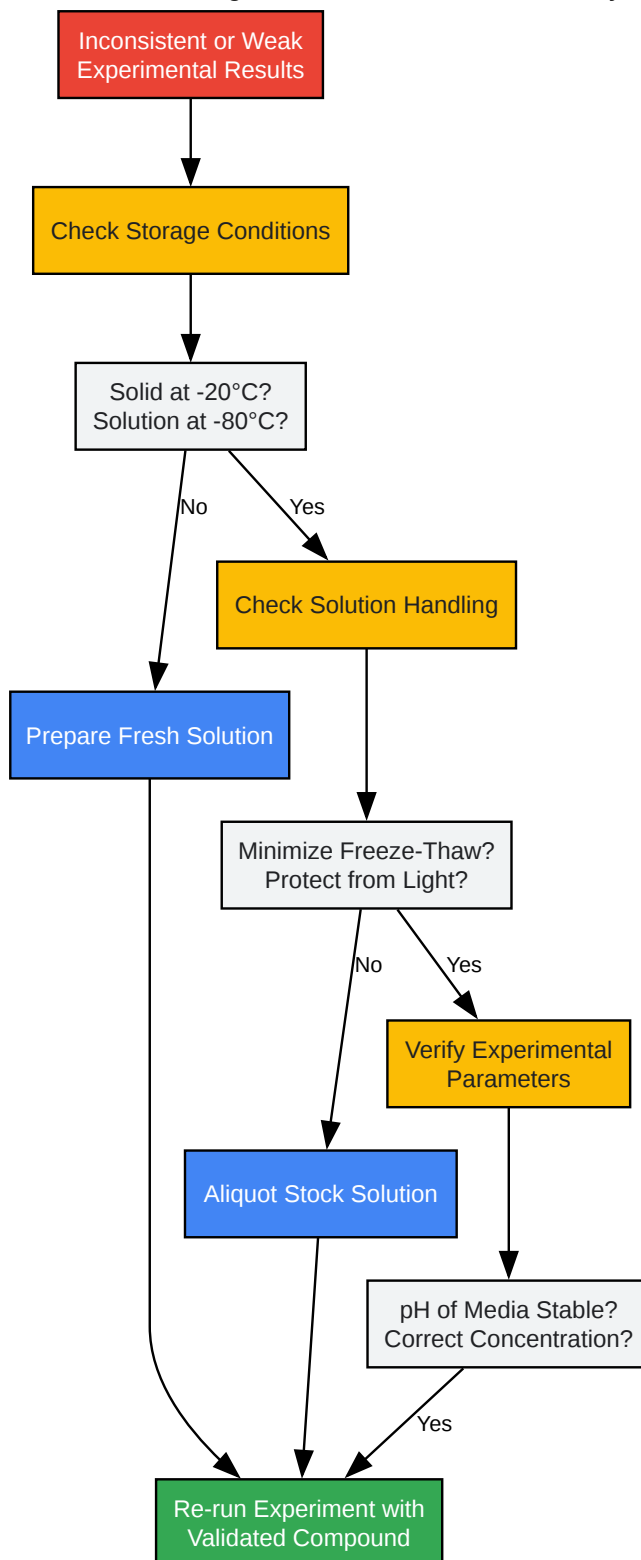 Inconsistent or Weak
Experimental Results
Check Storage Conditions
Solid at -20°C?
Solution at -80°C?
No
Yes
Check Solution Handling
Prepare Fresh Solution
Minimize Freeze-Thaw?
Protect from Light?
No
Yes
Verify Experimental
Parameters
Aliquot Stock Solution
pH of Media Stable?
Correct Concentration?
Yes
Re-run Experiment with
Validated Compound